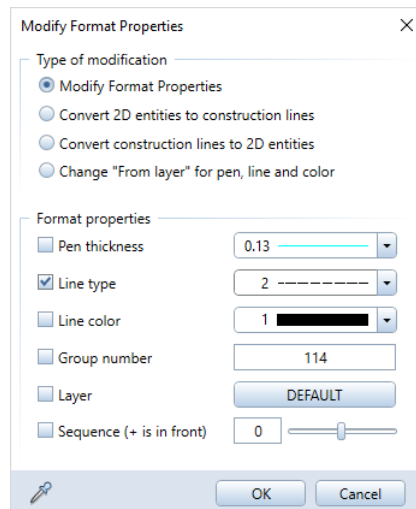 Modify Format Properties
Type of modification
Modify Format Properties
Convert 2D entities to construction lines
Convert construction lines to 2D entities
Change "From layer" for pen, line and color
Format properties
Pen thickness 0.13
Line type 2
Line color 1
Group number 114
Layer DEFAULT
Sequence (+ is in front) 0
OK Cancel